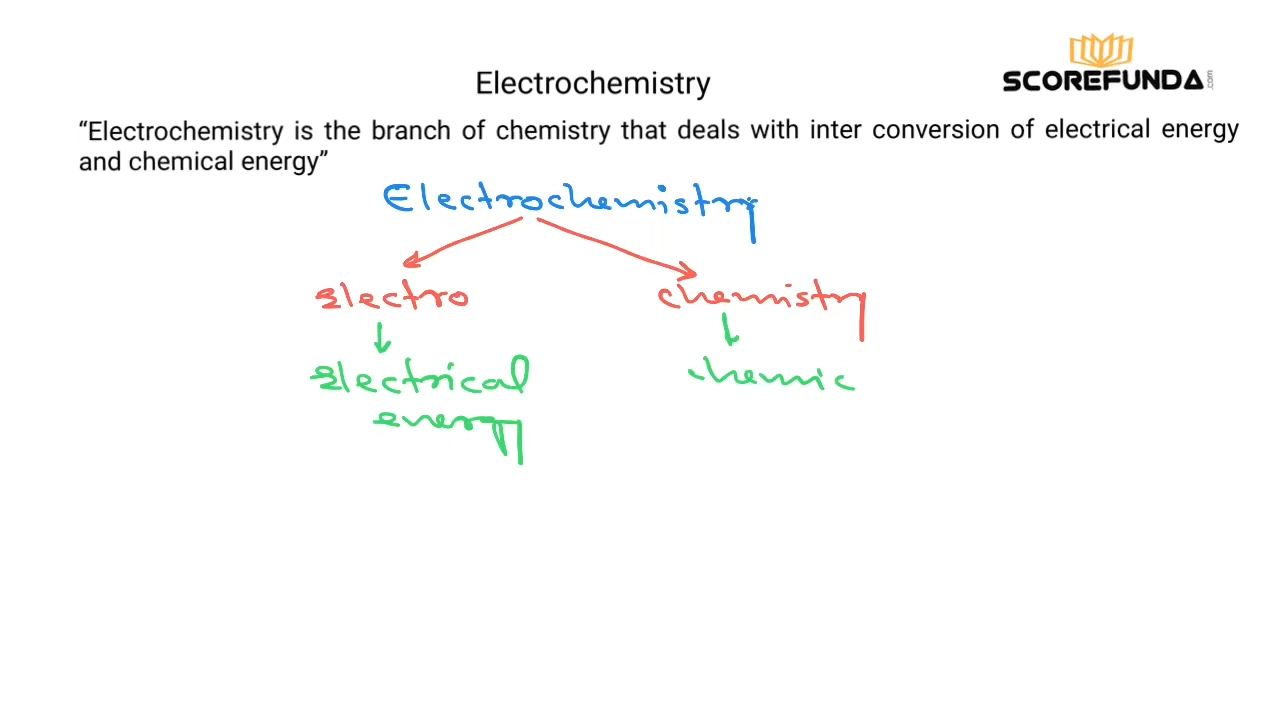 SCOREFUNDA.com
Electrochemistry
“Electrochemistry is the branch of chemistry that deals with inter conversion of electrical energy
and chemical energy”
Electrochemistry
Electro chemistry
Electrical chemic
energy